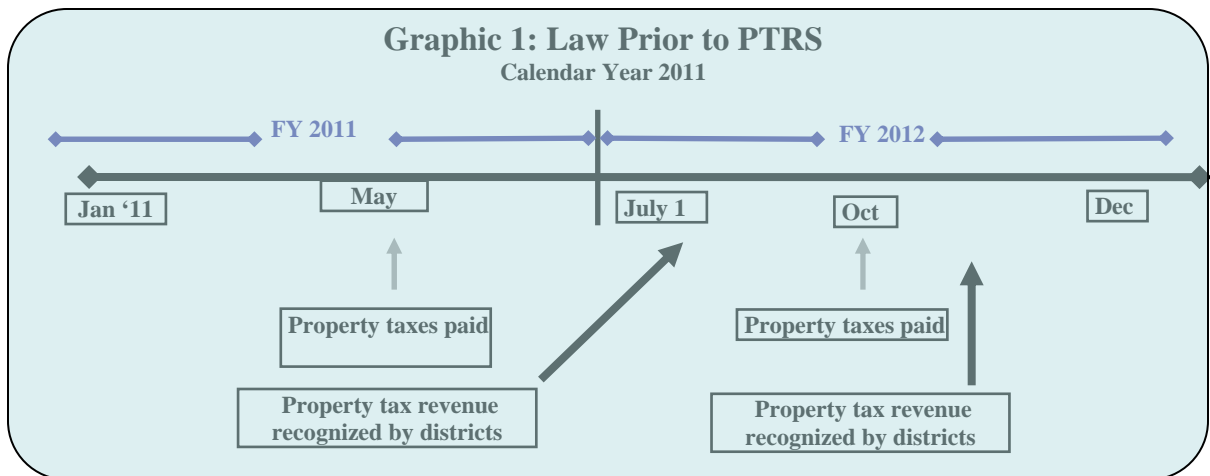 Graphic 1: Law Prior to PTRS
Calendar Year 2011
FY 2011
FY 2012
Jan ‘11
May
July 1
Oct
Dec
Property taxes paid
Property taxes paid
Property tax revenue
recognized by districts
Property tax revenue
recognized by districts